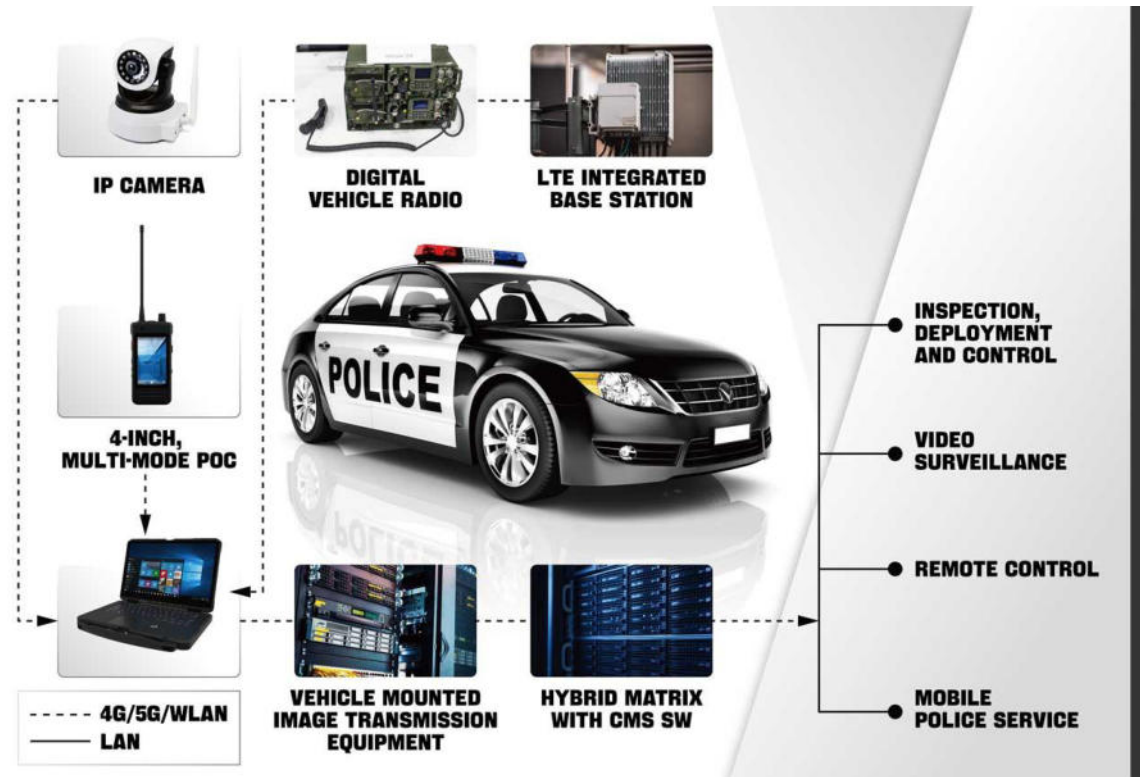 IP CAMERA
DIGITAL
VEHICLE RADIO
LTE INTEGRATED
BASE STATION
4-INCH,
MULTI-MODE POC
POLICE
INSPECTION,
DEPLOYMENT
AND CONTROL
VIDEO
SURVEILLANCE
REMOTE CONTROL
MOBILE
POLICE SERVICE
VEHICLE MOUNTED
IMAGE TRANSMISSION
EQUIPMENT
HYBRID MATRIX
WITH CMS SW
4G/5G/WLAN
LAN